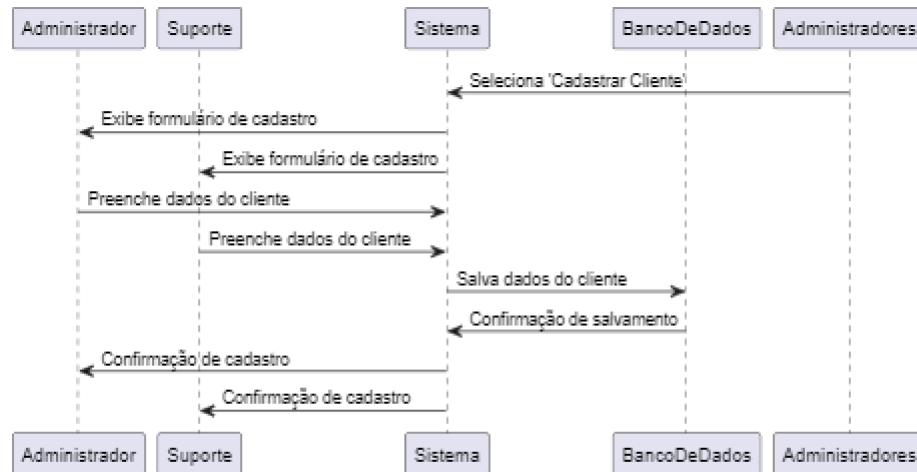 Administrador Suporte Sistema BancoDeDados Administradores
Seleciona 'Cadastrar Cliente'
Exibe formulário de cadastro
Exibe formulário de cadastro
Preenche dados do cliente
Preenche dados do cliente
Salva dados do cliente
Confirmação de salvamento
Confirmação de cadastro
Confirmação de cadastro
Administrador Suporte Sistema BancoDeDados Administradores